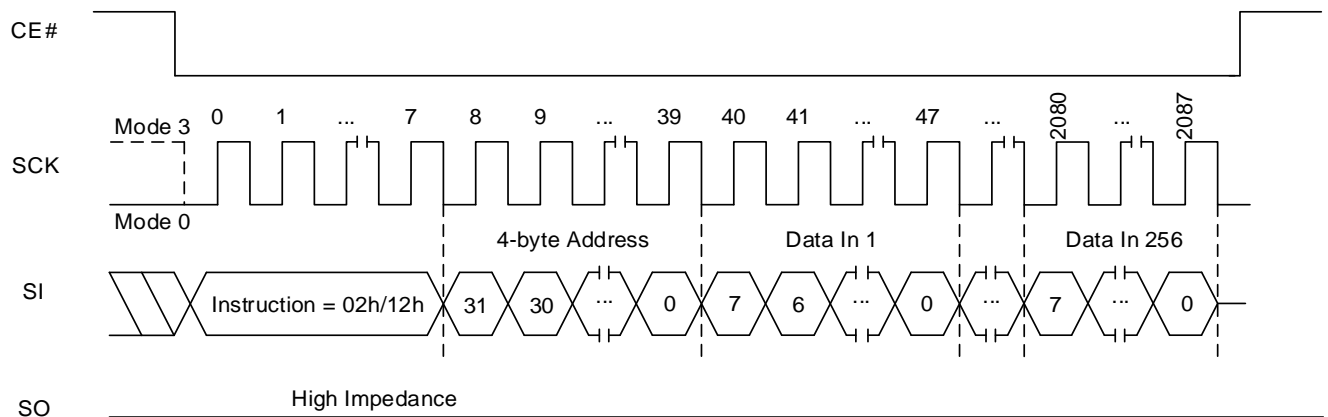 CE#
0 1 ... 7 8 9 ... 39 40 41 ... 47 ... 2080 ... 2087
Mode 3
SCK
Mode 0
4-byte Address Data In 1 Data In 256
SI
Instruction = 02h/12h 31 30 ... 0 7 6 ... 0 ... 7 ... 0
High Impedance
SO